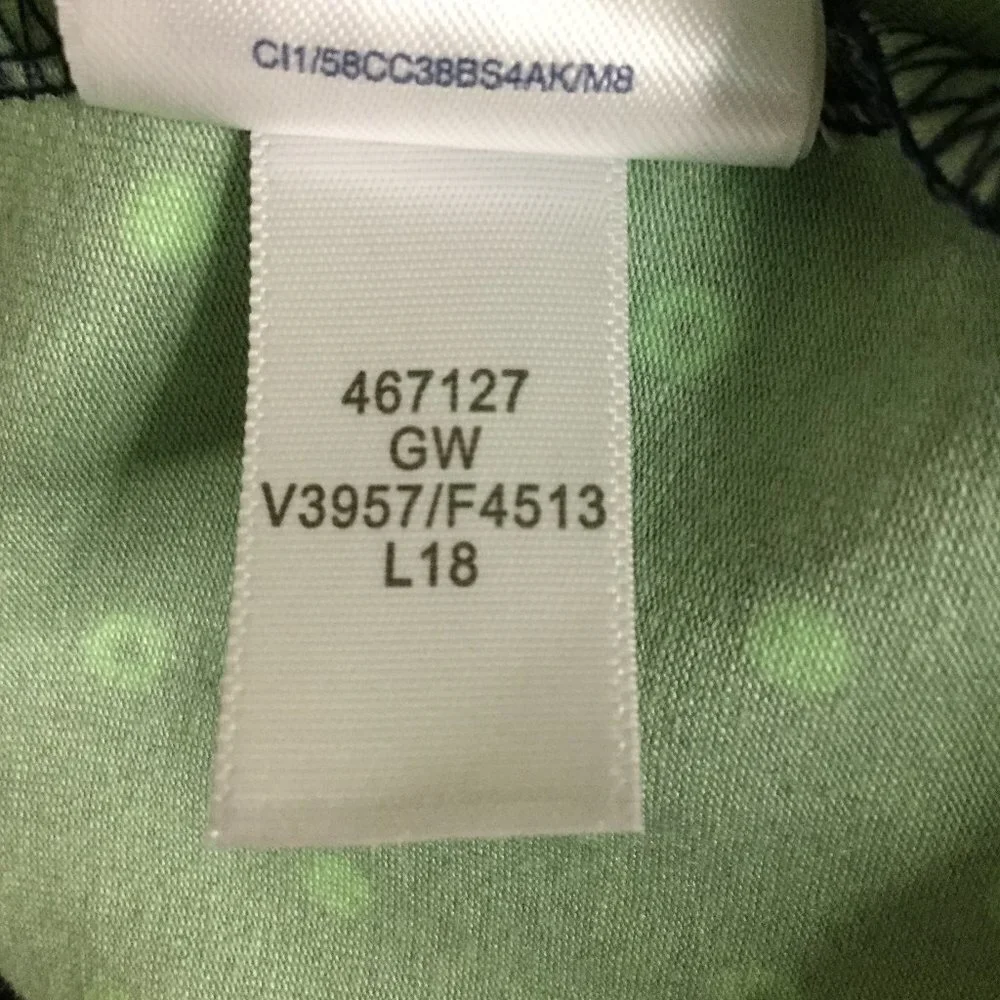 CI1/58CC38BS4AK/M8
467127
GW
V3957/F4513
L18